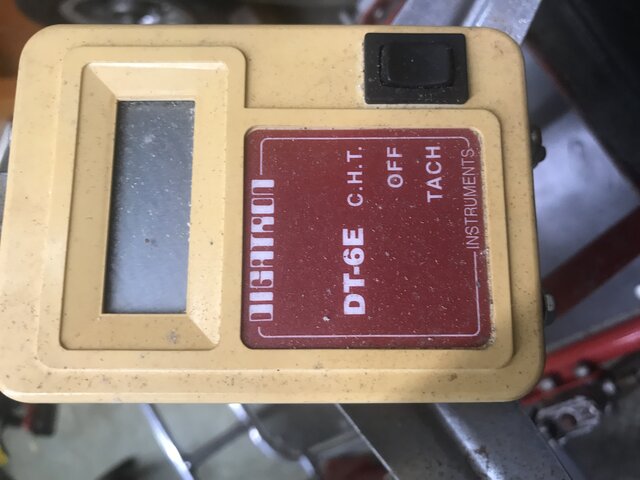 DIGATRON
DT-6E
C.H.T.
OFF
TACH
INSTRUMENTS